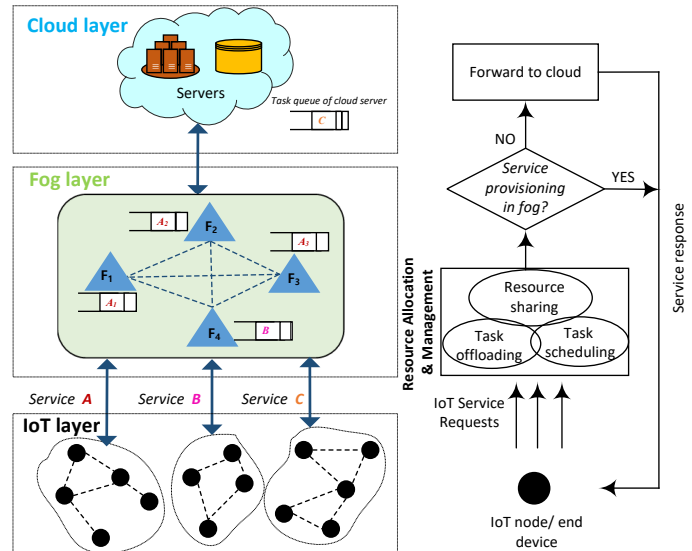 Cloud layer
Servers
Task queue of cloud server
C
Fog layer
A2
F2
A3
F1
F3
A1
F4
B
Service A
Service B
Service C
IoT layer
Forward to cloud
NO
Service
provisioning
in fog?
YES
Service response
Resource Allocation
& Management
Resource
sharing
Task
offloading
Task
scheduling
IoT Service
Requests
IoT node/ end
device